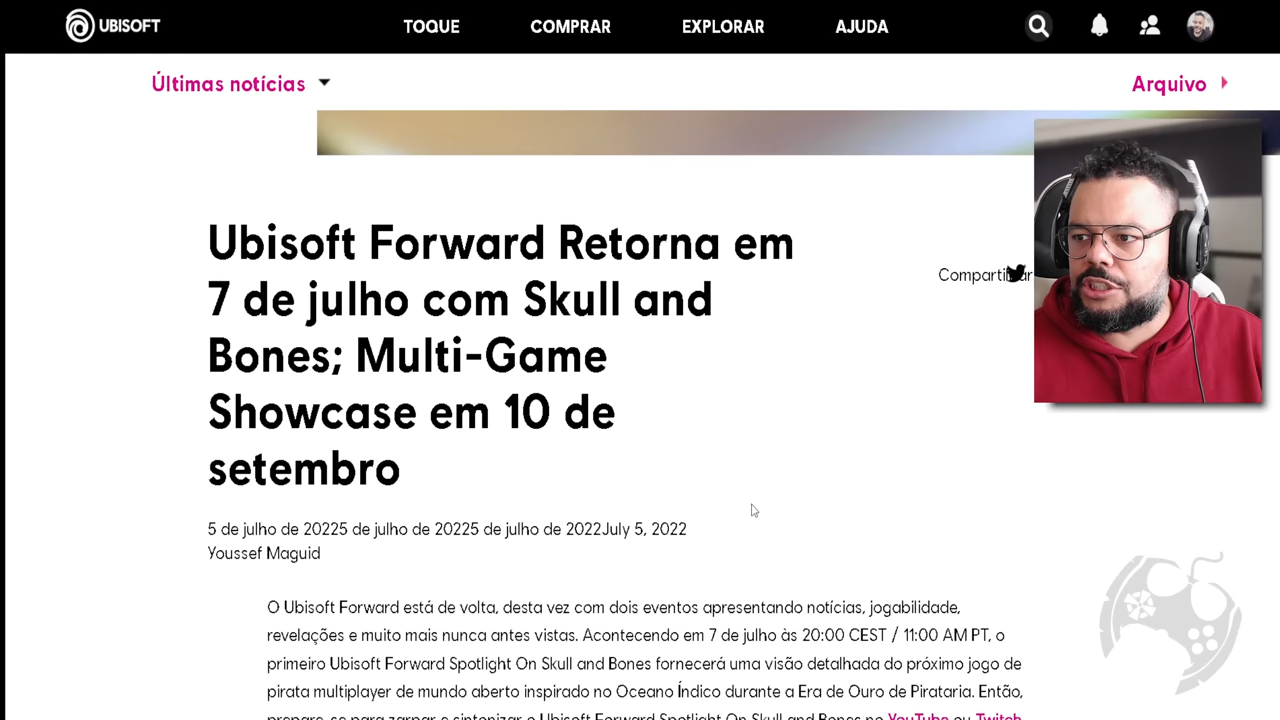 UBISOFT
TOQUE
COMPRAR
EXPLORAR
AJUDA
Últimas notícias
Arquivo
Ubisoft Forward Retorna em
7 de julho com Skull and
Bones; Multi-Game
Showcase em 10 de
setembro
5 de julho de 20225 de julho de 20225 de julho de 2022July 5, 2022
Youssef Maguid
O Ubisoft Forward está de volta, desta vez com dois eventos apresentando notícias, jogabilidade,
revelações e muito mais nunca antes vistas. Acontecendo em 7 de julho às 20:00 CEST / 11:00 AM PT, o
primeiro Ubisoft Forward Spotlight On Skull and Bones fornecerá uma visão detalhada do próximo jogo de
pirata multiplayer de mundo aberto inspirado no Oceano Índico durante a Era de Ouro de Pirataria. Então,
prepare-se para zarpar e sintonizar o Ubisoft Forward Spotlight On Skull and Bones no YouTube ou Twitch